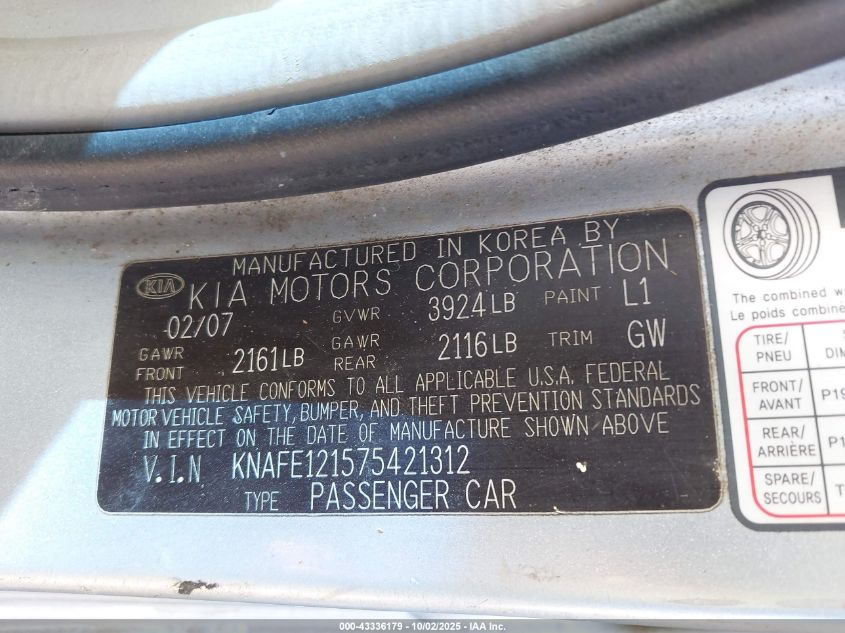 MANUFACTURED IN KOREA BY
KIA KIA MOTORS CORPORATION
02/07 GVWR 3924LB PAINT L1
GAWR FRONT 2161LB GAWR REAR 2116LB TRIM GW
THIS VEHICLE CONFORMS TO ALL APPLICABLE U.S.A. FEDERAL
MOTOR VEHICLE SAFETY, BUMPER, AND THEFT PREVENTION STANDARDS
IN EFFECT ON THE DATE OF MANUFACTURE SHOWN ABOVE
V.I.N KNAFE121575421312
TYPE PASSENGER CAR
The combined
Le poids combiné
TIRE/
PNEU
FRONT/
AVANT
REAR/
ARRIÈRE
SPARE/
SECOURS
000-43336179 - 10/02/2025 - IAA Inc.